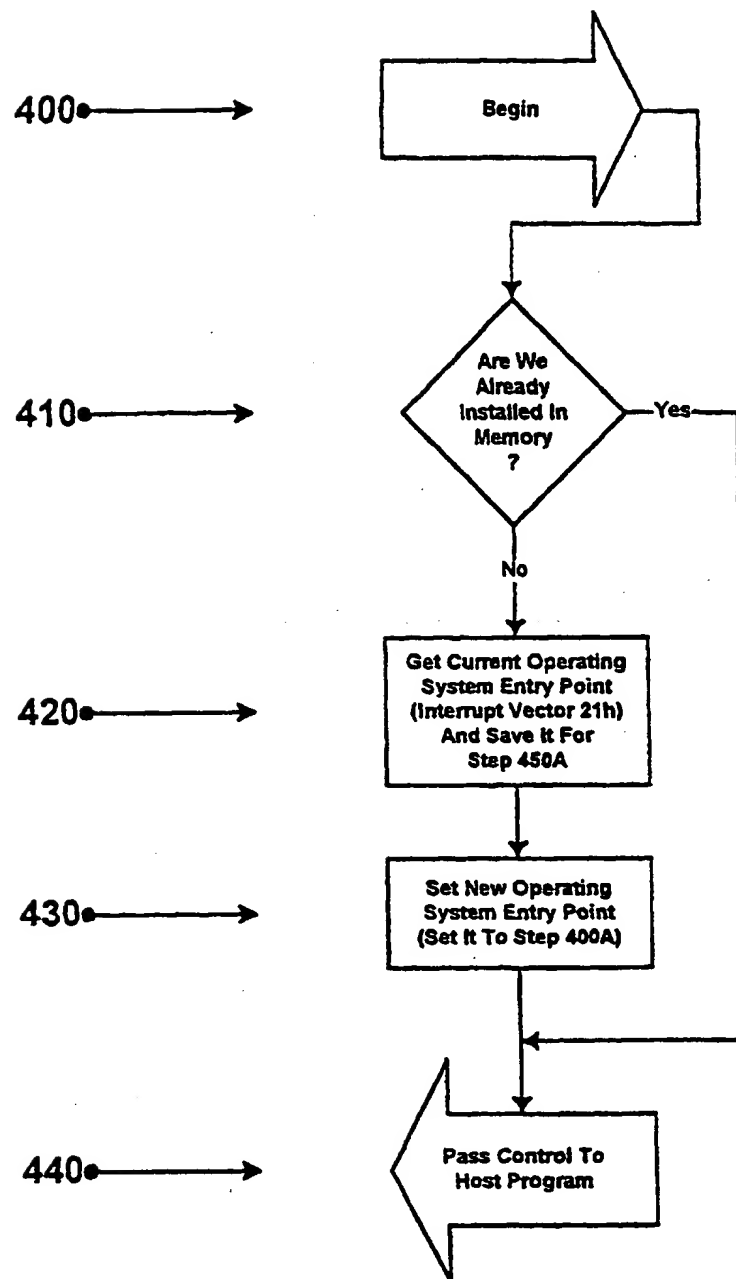 400
Begin
410
Are We
Already
Installed In
Memory
?
Yes
No
420
Get Current Operating
System Entry Point
(Interrupt Vector 21h)
And Save It For
Step 450A
430
Set New Operating
System Entry Point
(Set It To Step 400A)
440
Pass Control To
Host Program